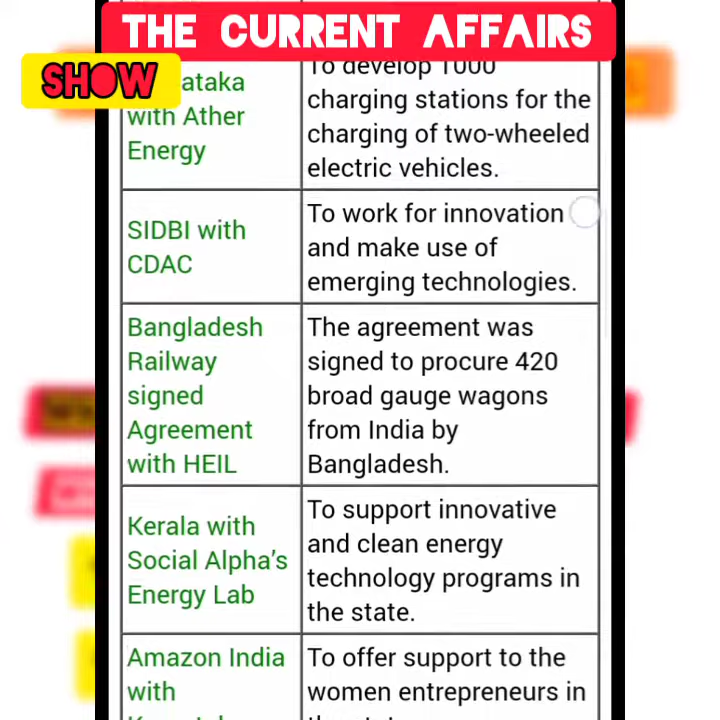 THE CURRENT AFFAIRS
SHOW
ataka
with Ather
Energy
To develop 1000
charging stations for the
charging of two-wheeled
electric vehicles.
SIDBI with
CDAC
To work for innovation
and make use of
emerging technologies.
Bangladesh
Railway
signed
Agreement
with HEIL
The agreement was
signed to procure 420
broad gauge wagons
from India by
Bangladesh.
Kerala with
Social Alpha's
Energy Lab
To support innovative
and clean energy
technology programs in
the state.
Amazon India
with
To offer support to the
women entrepreneurs in